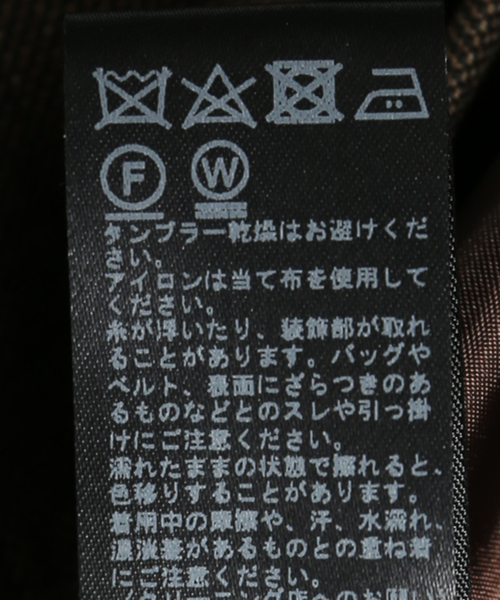 F W
タンブラー乾燥はお避けくだ
さい。
アイロンは当て布を使用して
ください。
糸が浮いたり、装飾部が取れ
ることがあります。バッグや
ベルト、裏面にざらつきのあ
るものなどとのスレや引っ掛
けにご注意ください。
濡れたままの状態で擦れると、
色移りすることがあります。
着用中の摩擦や、汗、水濡れ、
濃淡差があるものとの重ね着
にご注意ください。